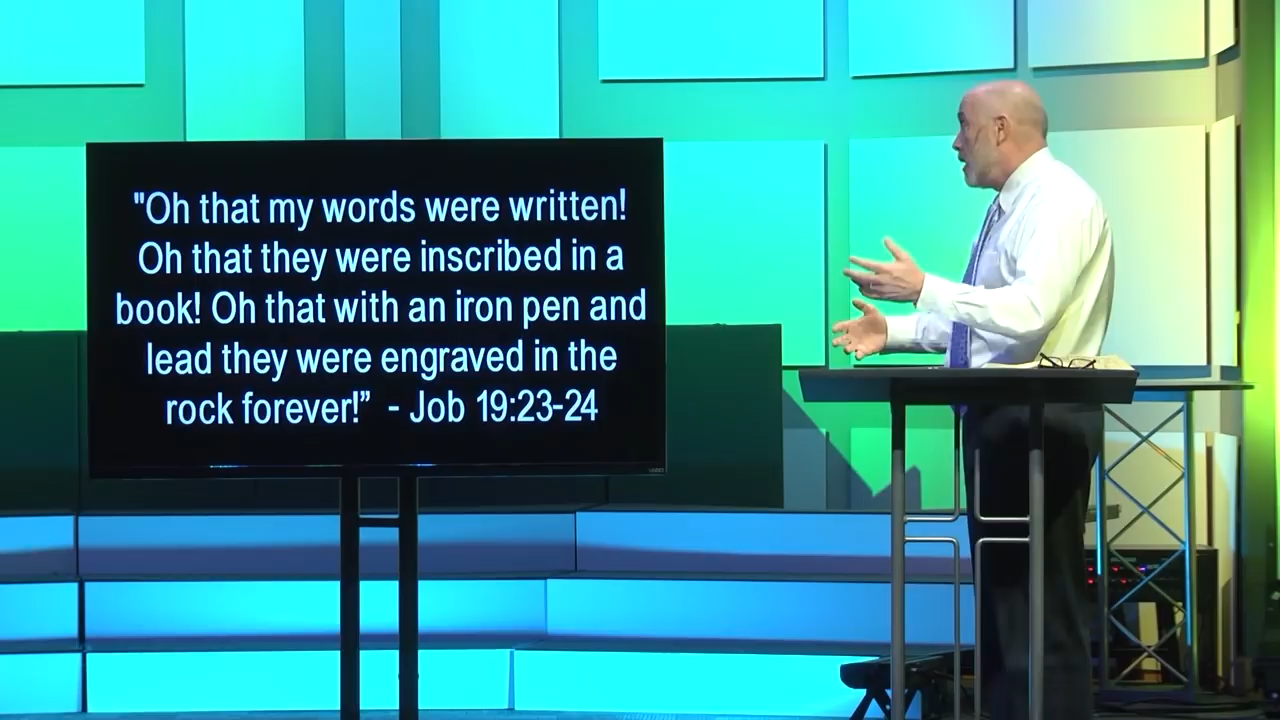 "Oh that my words were written!
Oh that they were inscribed in a
book! Oh that with an iron pen and
lead they were engraved in the
rock forever!” - Job 19:23-24